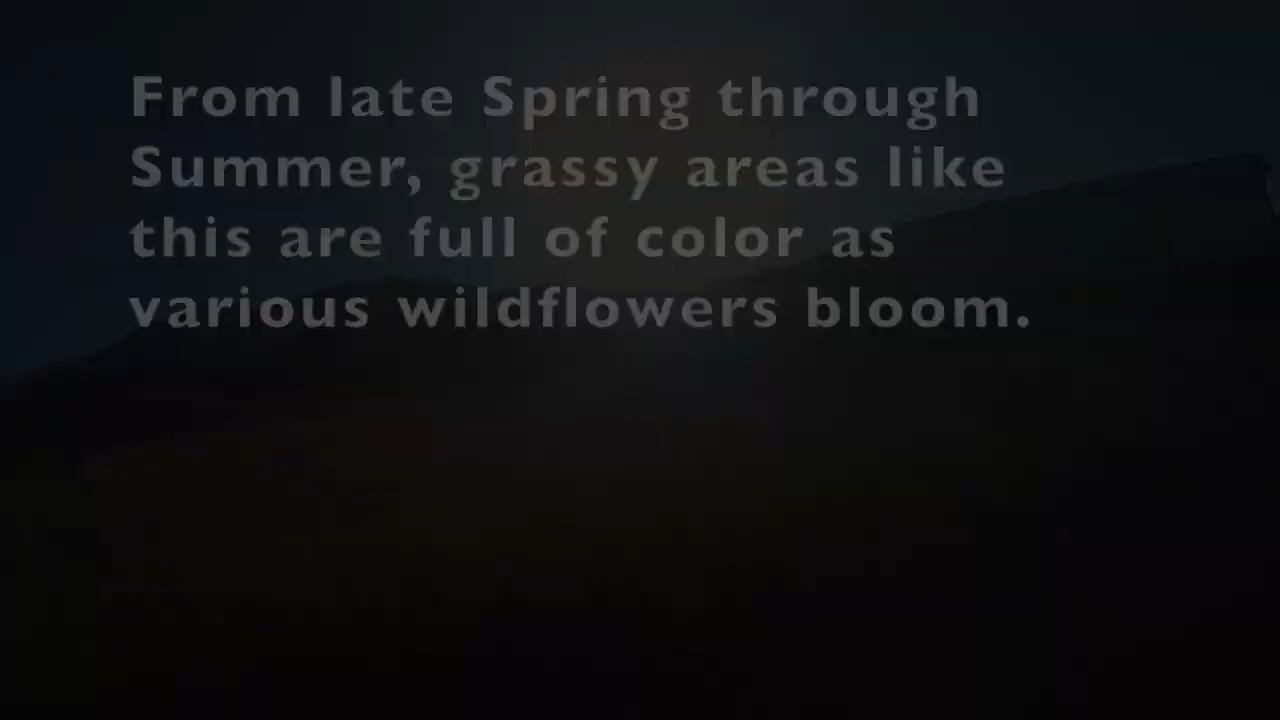 From late Spring through
Summer, grassy areas like
this are full of color as
various wildflowers bloom.